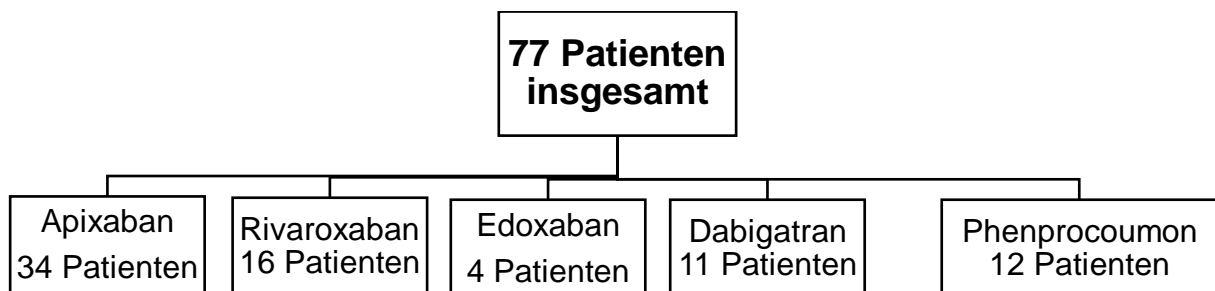 77 Patienten
insgesamt
Apixaban
34 Patienten
Rivaroxaban
16 Patienten
Edoxaban
4 Patienten
Dabigatran
11 Patienten
Phenprocoumon
12 Patienten